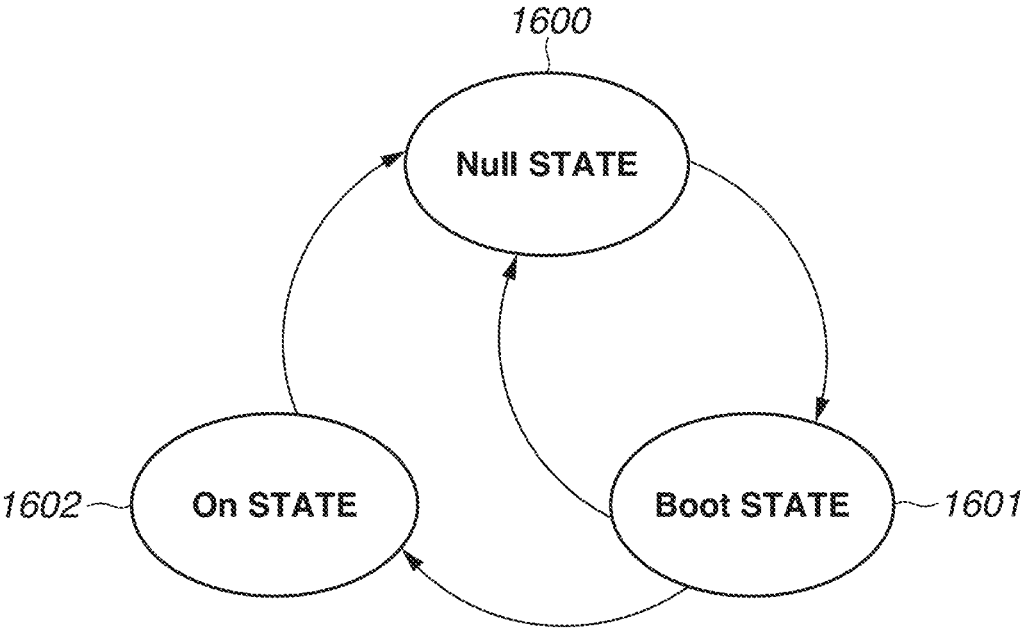 1600
Null STATE
On STATE
Boot STATE
1602
1601